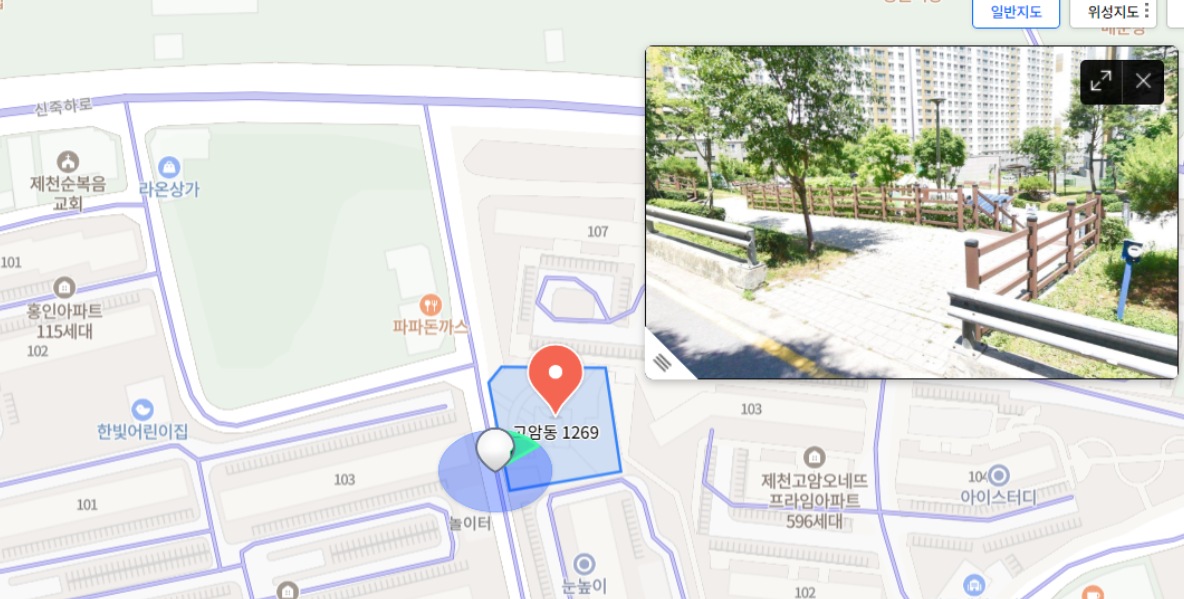 일반지도
위성지도
신죽하로
제천순복음
교회
라온상가
107
101
홍인아파트
115세대
102
파파돈까스
고암동 1269
한빛어린이집
103
103
101
놀이터
제천고암오네뜨
프라임아파트
596세대
104
아이스터디
눈높이
102